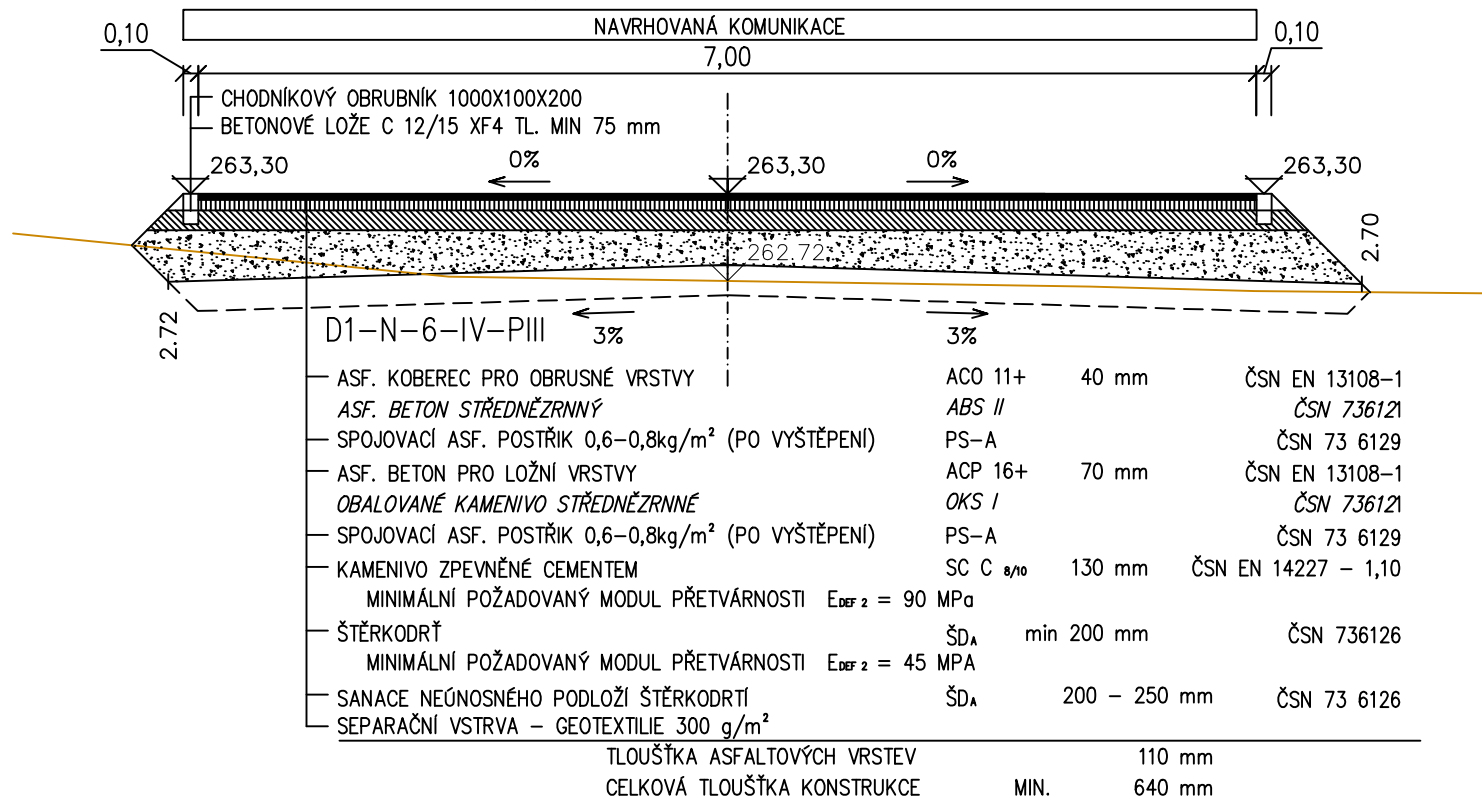 NAVRHOVANÁ KOMUNIKACE
0,10
7,00
0,10
CHODNÍKOVÝ OBRUBNÍK 1000X100X200
BETONOVÉ LOŽE C 12/15 XF4 TL. MIN 75 mm
263,30
0%
263,30
0%
263,30
262.72
2.70
2.72
D1-N-6-IV-PIII
3%
3%
ASF. KOBEREC PRO OBRUSNÉ VRSTVY ACO 11+ 40 mm ČSN EN 13108-1
ASF. BETON STŘEDNĚZRNNÝ ABS II ČSN 736121
SPOJOVACÍ ASF. POSTŘIK 0,6-0,8kg/m² (PO VYŠTĚPENÍ) PS-A ČSN 73 6129
ASF. BETON PRO LOŽNÍ VRSTVY ACP 16+ 70 mm ČSN EN 13108-1
OBALOVANÉ KAMENIVO STŘEDNĚZRNNÉ OKS I ČSN 736121
SPOJOVACÍ ASF. POSTŘIK 0,6-0,8kg/m² (PO VYŠTĚPENÍ) PS-A ČSN 73 6129
KAMENIVO ZPEVNĚNÉ CEMENTEM SC C 8/10 130 mm ČSN EN 14227 - 1,10
MINIMÁLNÍ POŽADOVANÝ MODUL PŘETVÁRNOSTI EDEF 2 = 90 MPa
ŠTĚRKODRŤ ŠDA min 200 mm ČSN 736126
MINIMÁLNÍ POŽADOVANÝ MODUL PŘETVÁRNOSTI EDEF 2 = 45 MPA
SANACE NEÚNOSNÉHO PODLOŽÍ ŠTĚRKODRTÍ ŠDA 200 - 250 mm ČSN 73 6126
SEPARAČNÍ VSTRVA - GEOTEXTILIE 300 g/m²
TLOUŠŤKA ASFALTOVÝCH VRSTEV 110 mm
CELKOVÁ TLOUŠŤKA KONSTRUKCE MIN. 640 mm